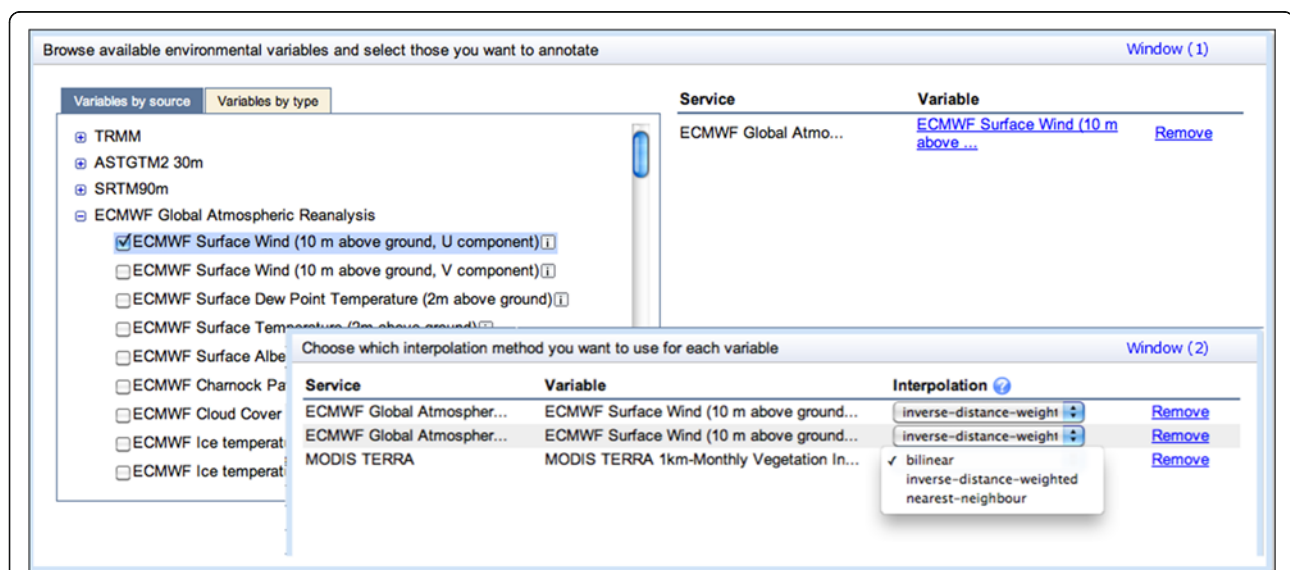 Browse available environmental variables and select those you want to annotate
Window (1)
Variables by source
Variables by type
TRMM
ASTGTM2 30m
SRTM90m
ECMWF Global Atmospheric Reanalysis
ECMWF Surface Wind (10 m above ground, U component) i
ECMWF Surface Wind (10 m above ground, V component) i
ECMWF Surface Dew Point Temperature (2m above ground) i
ECMWF Surface Temperature (2m above ground)
ECMWF Surface Albe
ECMWF Charnock Pa
ECMWF Cloud Cover
ECMWF Ice temperat
ECMWF Ice temperat
Service Variable
ECMWF Global Atmo... ECMWF Surface Wind (10 m
above ... Remove
Choose which interpolation method you want to use for each variable
Window (2)
Service Variable Interpolation ?
ECMWF Global Atmospher... ECMWF Surface Wind (10 m above ground... inverse-distance-weight Remove
ECMWF Global Atmospher... ECMWF Surface Wind (10 m above ground... inverse-distance-weight Remove
MODIS TERRA MODIS TERRA 1km-Monthly Vegetation In... ✓ bilinear Remove
inverse-distance-weighted
nearest-neighbour